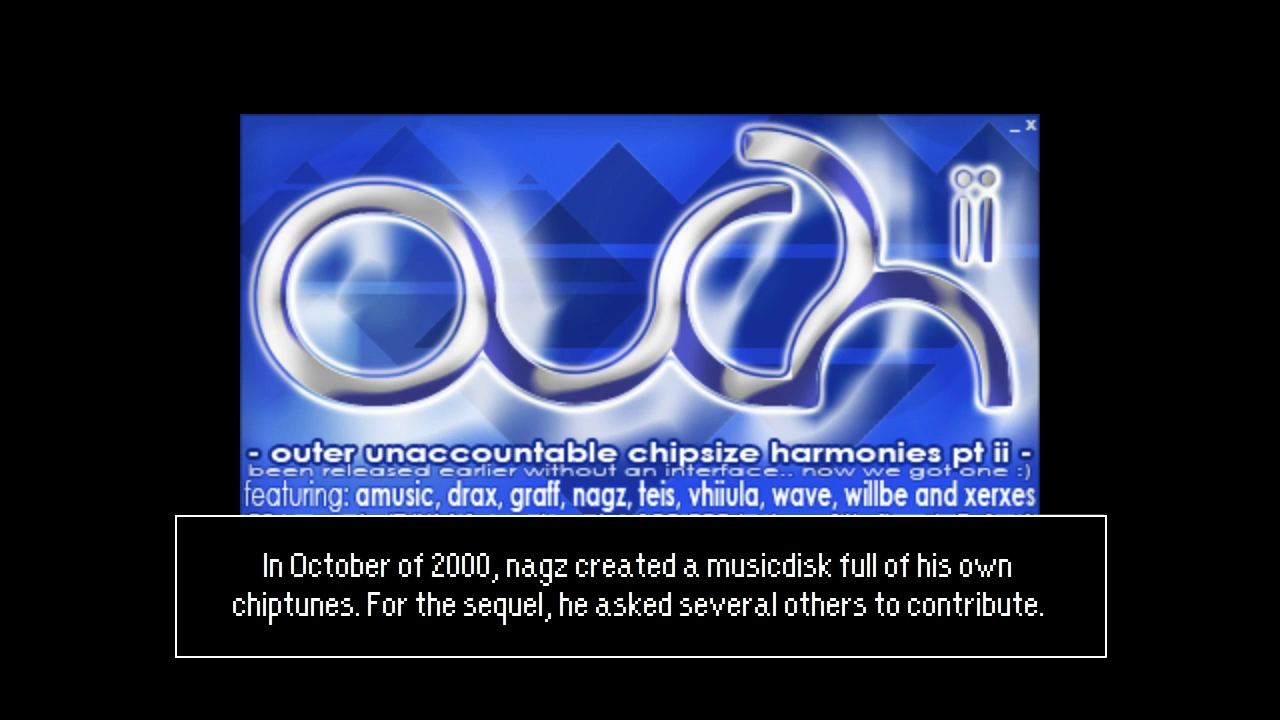 _ x
ouch ii
- outer unaccountable chipsize harmonies pt ii -
been released earlier without an interface.. now we got one :)
featuring: amusic, drax, graff, nagz, teis, vhiiula, wave, willbe and xerxes
In October of 2000, nagz created a musicdisk full of his own
chiptunes. For the sequel, he asked several others to contribute.